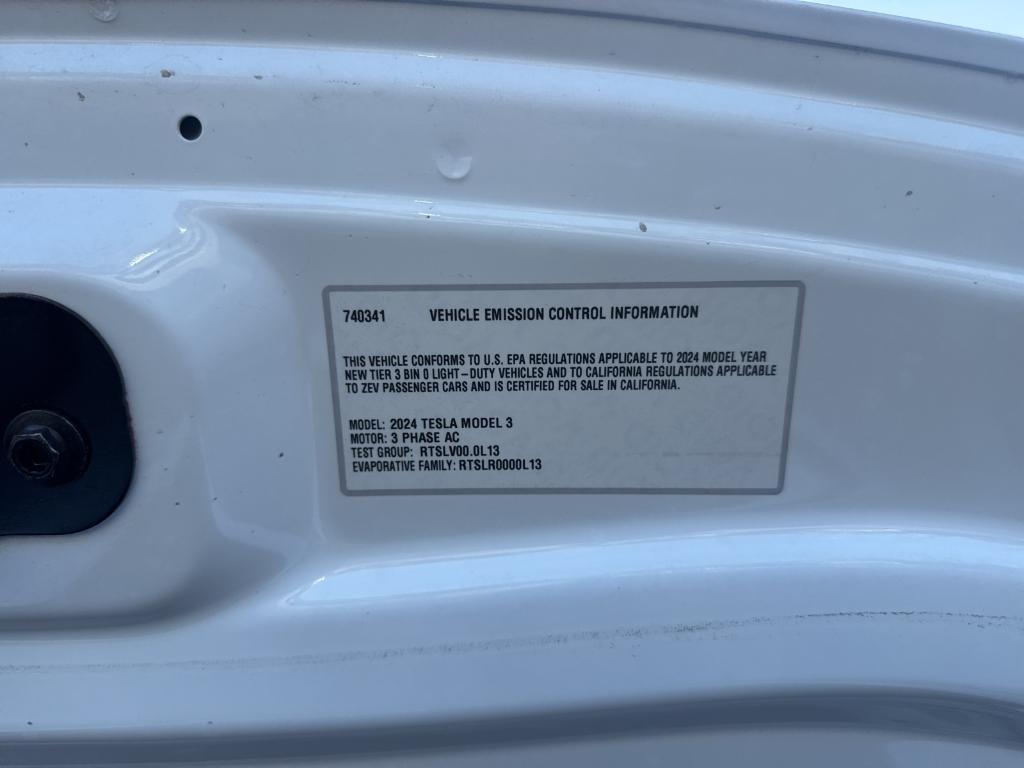 740341 VEHICLE EMISSION CONTROL INFORMATION
THIS VEHICLE CONFORMS TO U.S. EPA REGULATIONS APPLICABLE TO 2024 MODEL YEAR
NEW TIER 3 BIN 0 LIGHT-DUTY VEHICLES AND TO CALIFORNIA REGULATIONS APPLICABLE
TO ZEV PASSENGER CARS AND IS CERTIFIED FOR SALE IN CALIFORNIA.
MODEL: 2024 TESLA MODEL 3
MOTOR: 3 PHASE AC
TEST GROUP: RTSLV00.0L13
EVAPORATIVE FAMILY: RTSLR0000L13